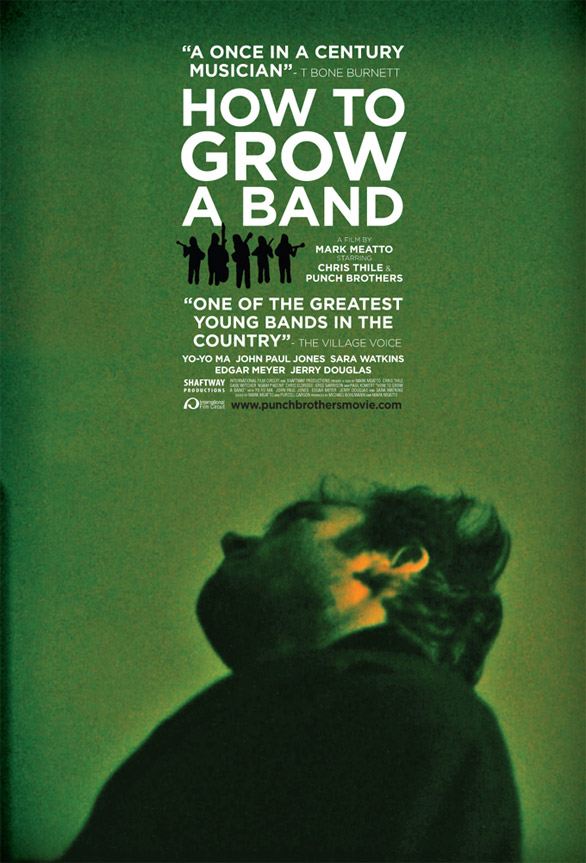 “A ONCE IN A CENTURY
MUSICIAN”- T BONE BURNETT
HOW TO
GROW
A BAND
A FILM BY
MARK MEATTO
STARRING
CHRIS THILE &
PUNCH BROTHERS
“ONE OF THE GREATEST
YOUNG BANDS IN THE
COUNTRY”- THE VILLAGE VOICE
YO-YO MA JOHN PAUL JONES SARA WATKINS
EDGAR MEYER JERRY DOUGLAS
SHAFTWAY
PRODUCTIONS
International
Film Circuit
www.punchbrothersmovie.com